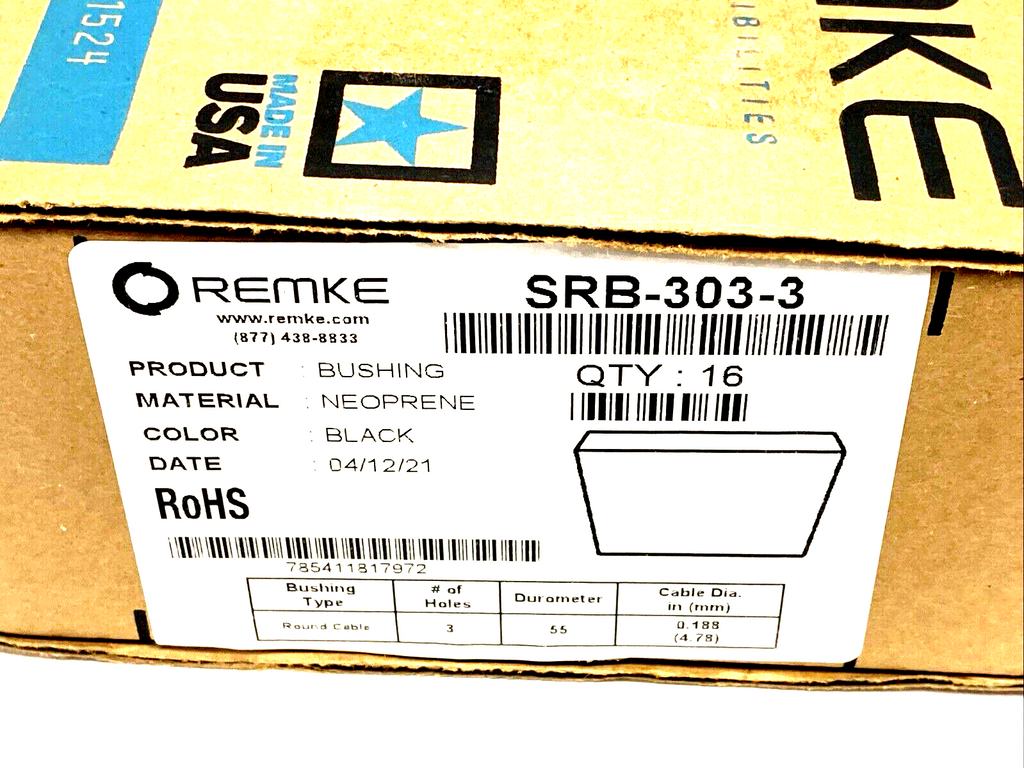 1524
MADE IN
USA
REMKE
www.remke.com
(877) 438-8833
SRB-303-3
PRODUCT : BUSHING
QTY : 16
MATERIAL : NEOPRENE
COLOR : BLACK
DATE : 04/12/21
RoHS
785411817972
Bushing Type # of Holes Durometer Cable Dia. in (mm)
Round Cable 3 55 0.188 (4.78)